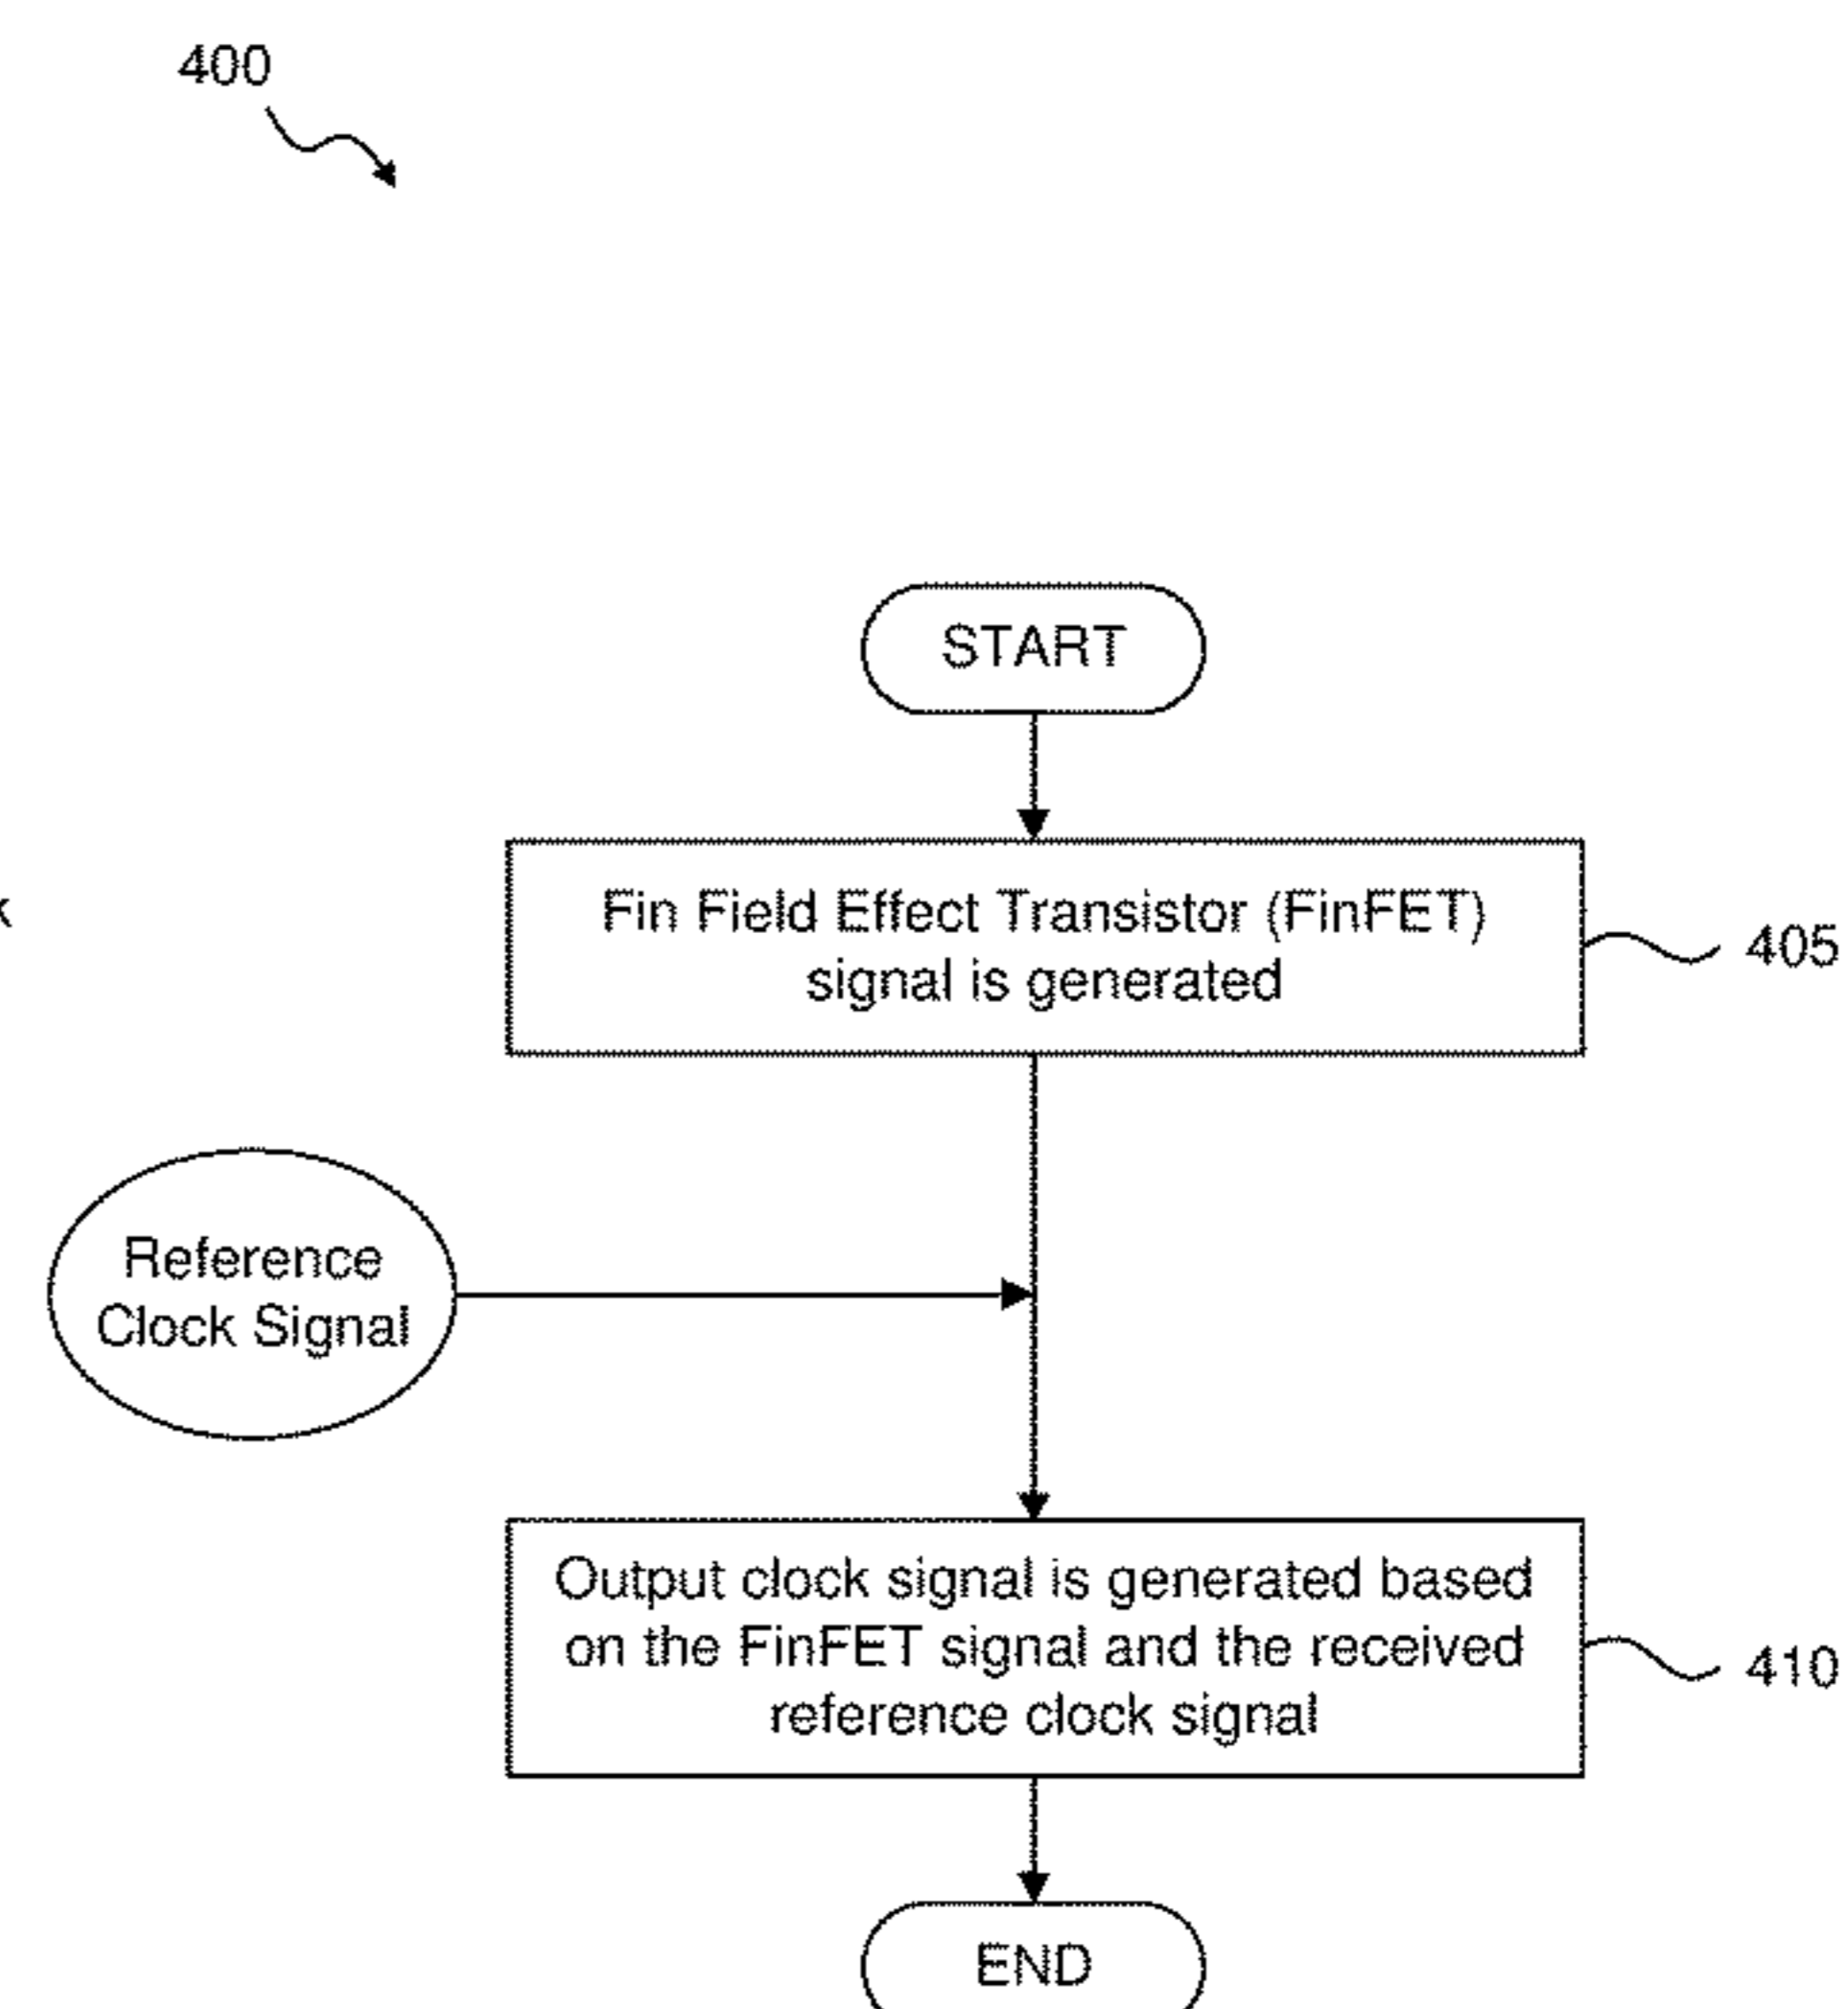 400
START
Fin Field Effect Transistor (FinFET)
signal is generated
405
k
Reference
Clock Signal
Output clock signal is generated based
on the FinFET signal and the received
reference clock signal
410
END